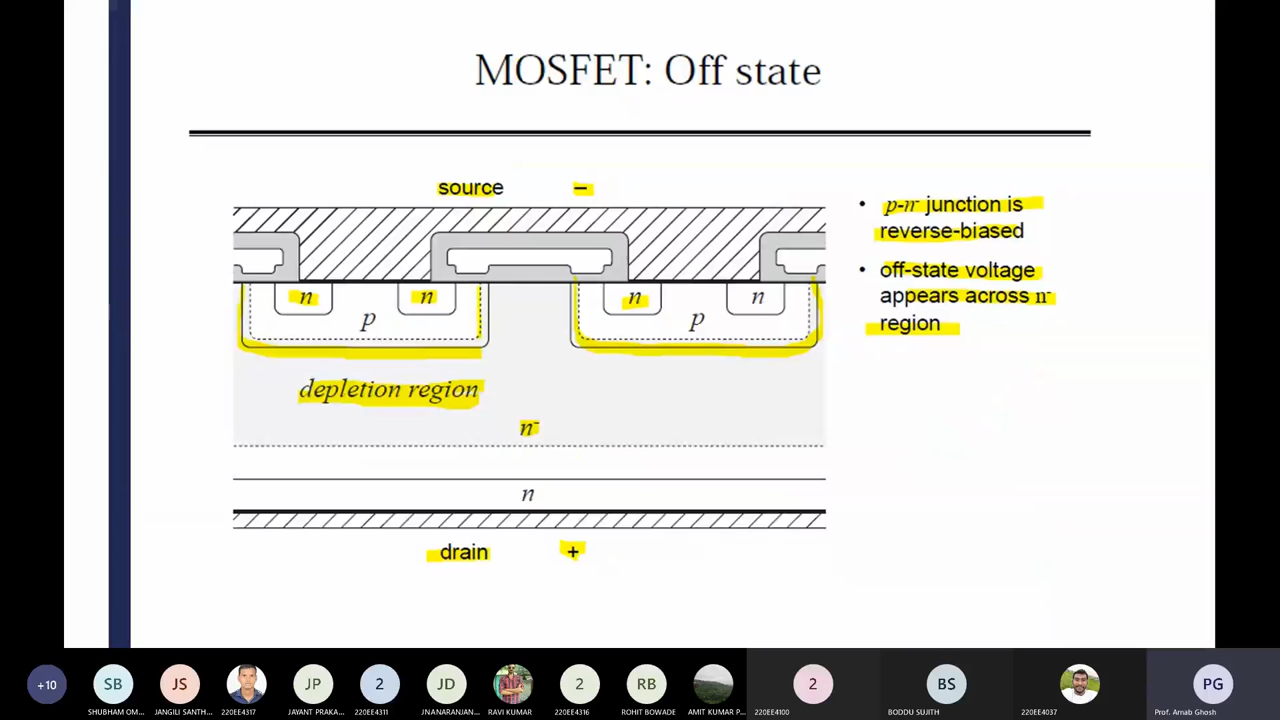 MOSFET: Off state
source −
n n n n
p p
depletion region
n⁻
n
drain +
• p-n⁻ junction is
reverse-biased
• off-state voltage
appears across n⁻
region
+10 SB JS JP 2 JD 2 RB 2 BS PG
SHUBHAM OM... JANGILI SANTH... 220EE4317 JAYANT PRAKA... 220EE4311 JNANARANJAN... RAVI KUMAR 220EE4316 ROHIT BOWADE AMIT KUMAR P... 220EE4100 BODDU SUJITH 220EE4037 Prof. Arnab Ghosh